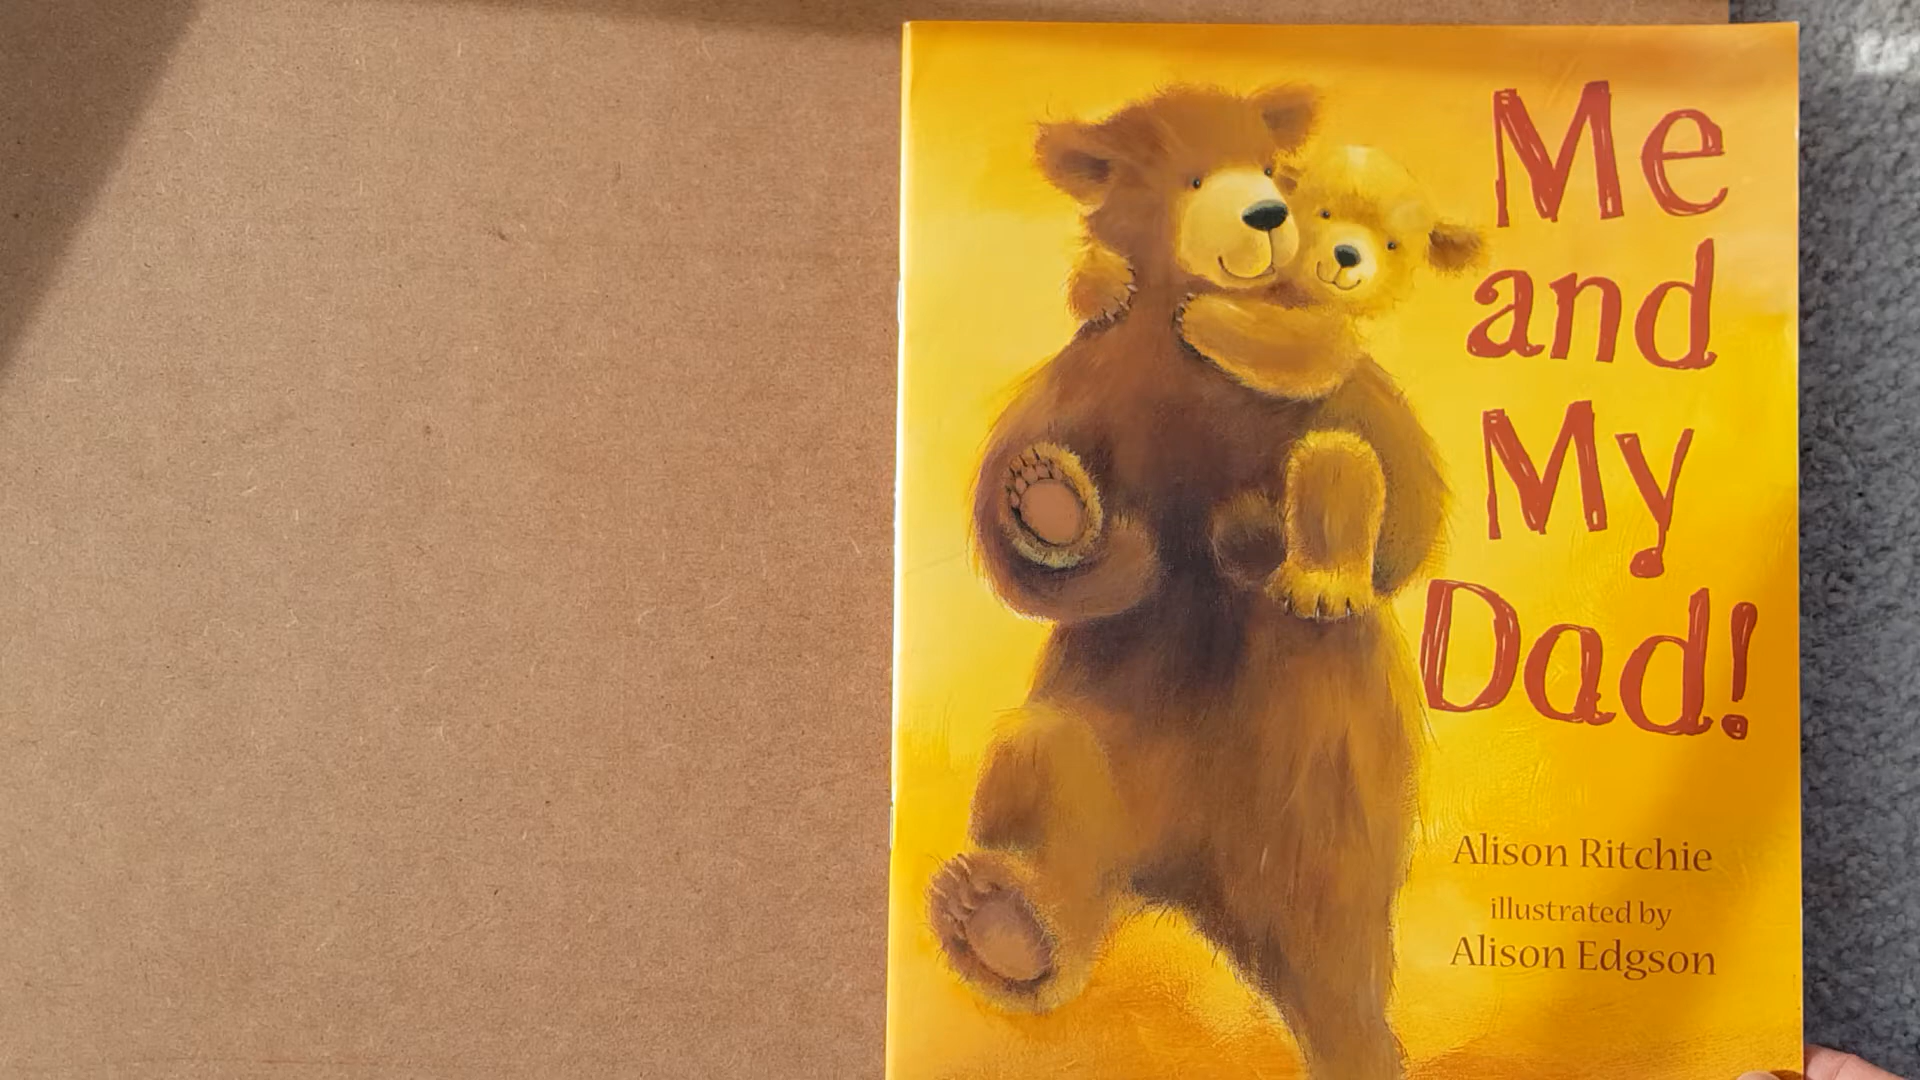 Me
and
My
Dad!
Alison Ritchie
illustrated by
Alison Edgson